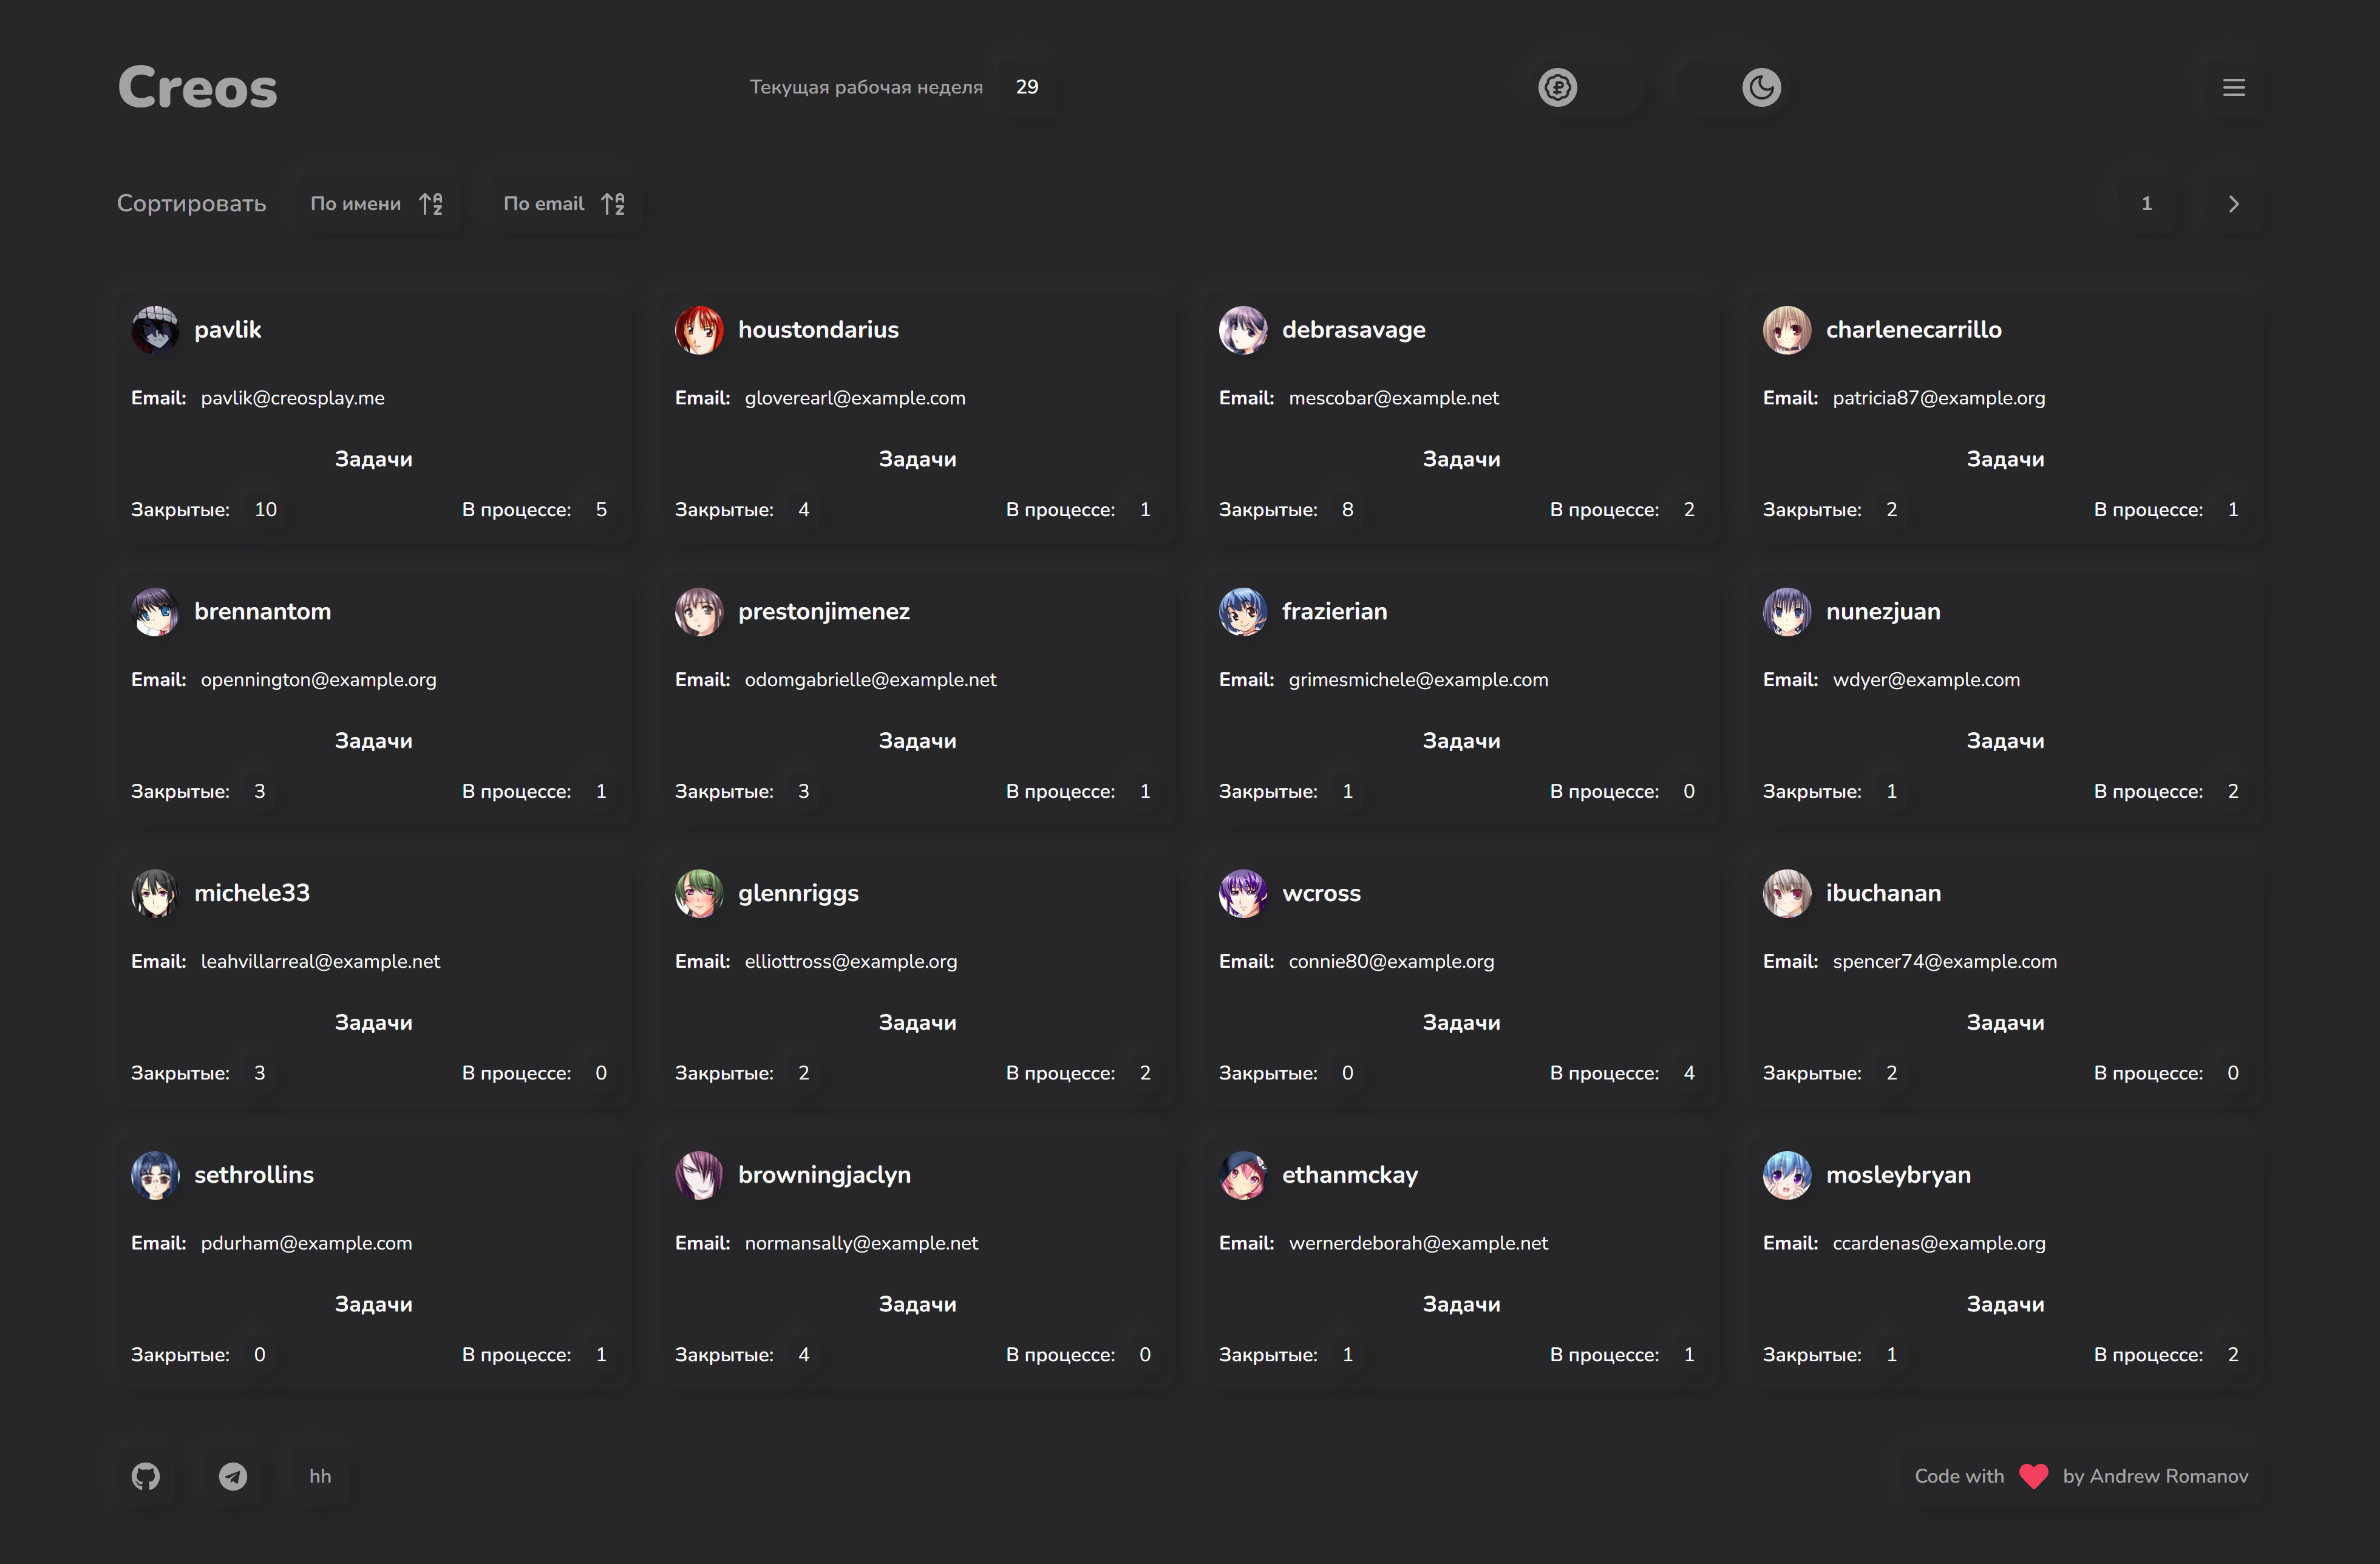 Creos
Текущая рабочая неделя 29
Сортировать По имени По email 1
pavlik
Email: pavlik@creosplay.me
Задачи
Закрытые: 10 В процессе: 5
houstondarius
Email: gloverearl@example.com
Задачи
Закрытые: 4 В процессе: 1
debrasavage
Email: mescobar@example.net
Задачи
Закрытые: 8 В процессе: 2
charlenecarrillo
Email: patricia87@example.org
Задачи
Закрытые: 2 В процессе: 1
brennantom
Email: opennington@example.org
Задачи
Закрытые: 3 В процессе: 1
prestonjimenez
Email: odomgabrielle@example.net
Задачи
Закрытые: 3 В процессе: 1
frazierian
Email: grimesmichele@example.com
Задачи
Закрытые: 1 В процессе: 0
nunezjuan
Email: wdyer@example.com
Задачи
Закрытые: 1 В процессе: 2
michele33
Email: leahvillarreal@example.net
Задачи
Закрытые: 3 В процессе: 0
glennriggs
Email: elliottross@example.org
Задачи
Закрытые: 2 В процессе: 2
wcross
Email: connie80@example.org
Задачи
Закрытые: 0 В процессе: 4
ibuchanan
Email: spencer74@example.com
Задачи
Закрытые: 2 В процессе: 0
sethrollins
Email: pdurham@example.com
Задачи
Закрытые: 0 В процессе: 1
browningjaclyn
Email: normansally@example.net
Задачи
Закрытые: 4 В процессе: 0
ethanmckay
Email: wernerdeborah@example.net
Задачи
Закрытые: 1 В процессе: 1
mosleybryan
Email: ccardenas@example.org
Задачи
Закрытые: 1 В процессе: 2
hh
Code with by Andrew Romanov